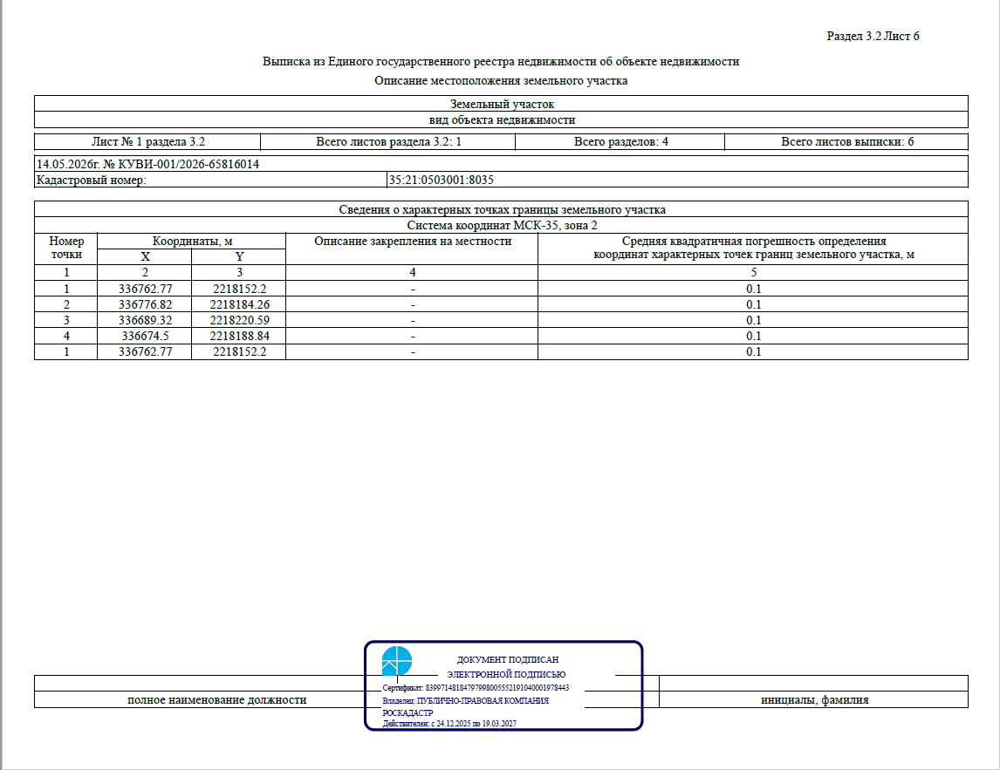 Раздел 3.2 Лист 6
Выписка из Единого государственного реестра недвижимости об объекте недвижимости
Описание местоположения земельного участка
Земельный участок
вид объекта недвижимости
Лист № 1 раздела 3.2 Всего листов раздела 3.2: 1 Всего разделов: 4 Всего листов выписки: 6
14.05.2026г. № КУВИ-001/2026-65816014
Кадастровый номер: 35:21:0503001:8035
Сведения о характерных точках границы земельного участка
Система координат МСК-35, зона 2
Номер точки Координаты, м Описание закрепления на местности Средняя квадратичная погрешность определения координат характерных точек границ земельного участка, м
X Y
1 2 3 4 5
1 336762.77 2218152.2 - 0.1
2 336776.82 2218184.26 - 0.1
3 336689.32 2218220.59 - 0.1
4 336674.5 2218188.84 - 0.1
1 336762.77 2218152.2 - 0.1
ДОКУМЕНТ ПОДПИСАН
ЭЛЕКТРОННОЙ ПОДПИСЬЮ
Сертификат: 83997148184797998005552191040001978443
Владелец: ПУБЛИЧНО-ПРАВОВАЯ КОМПАНИЯ
РОСКАДАСТР
Действителен: с 24.12.2025 по 19.03.2027
полное наименование должности инициалы, фамилия